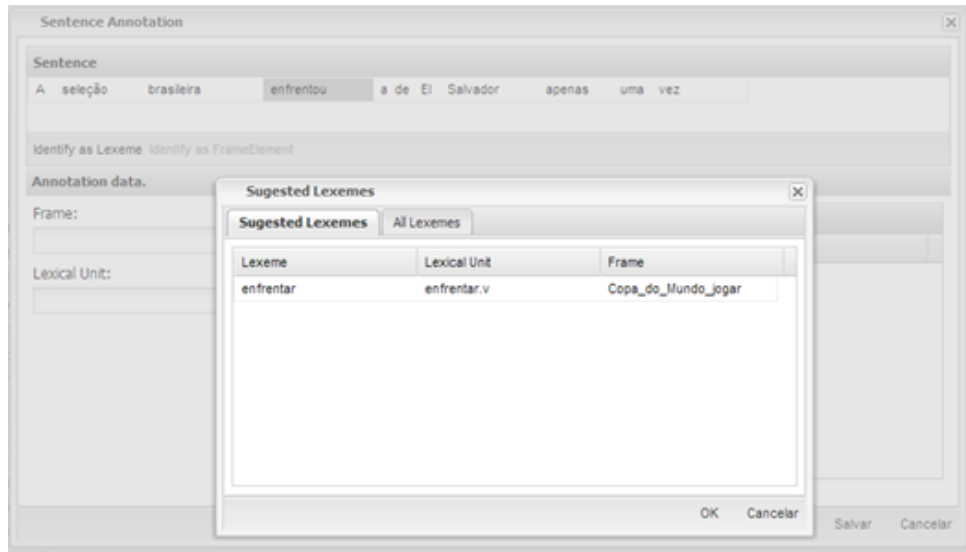 Sentence Annotation
Sentence
A seleção brasileira enfrentou a de El Salvador apenas uma vez
Identify as Lexeme Identify as FrameElement
Annotation data.
Frame:
Lexical Unit:
Sugested Lexemes
Sugested Lexemes All Lexemes
Lexeme Lexical Unit Frame
enfrentar enfrentar.v Copa_do_Mundo_jogar
OK Cancelar
Salvar Cancelar